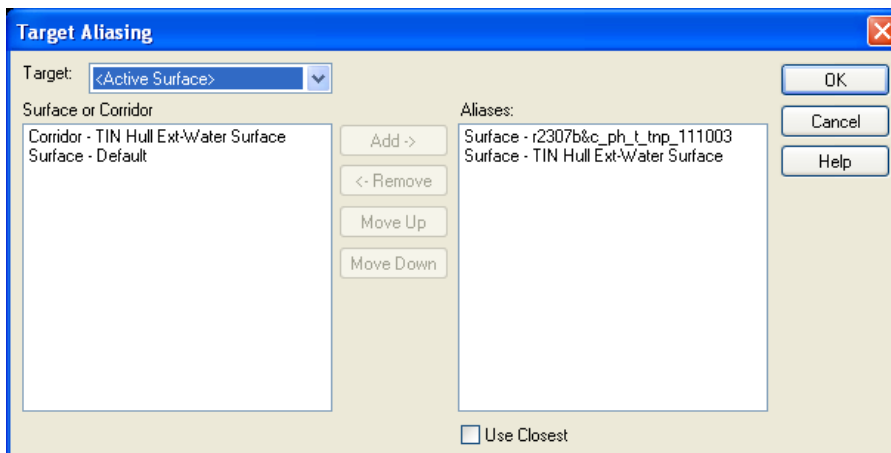 Target Aliasing
Target: <Active Surface>
OK
Surface or Corridor
Aliases:
Cancel
Corridor - TIN Hull Ext-Water Surface
Surface - Default
Add ->
Surface - r2307b&c_ph_t_tnp_111003
Surface - TIN Hull Ext-Water Surface
Help
<- Remove
Move Up
Move Down
Use Closest